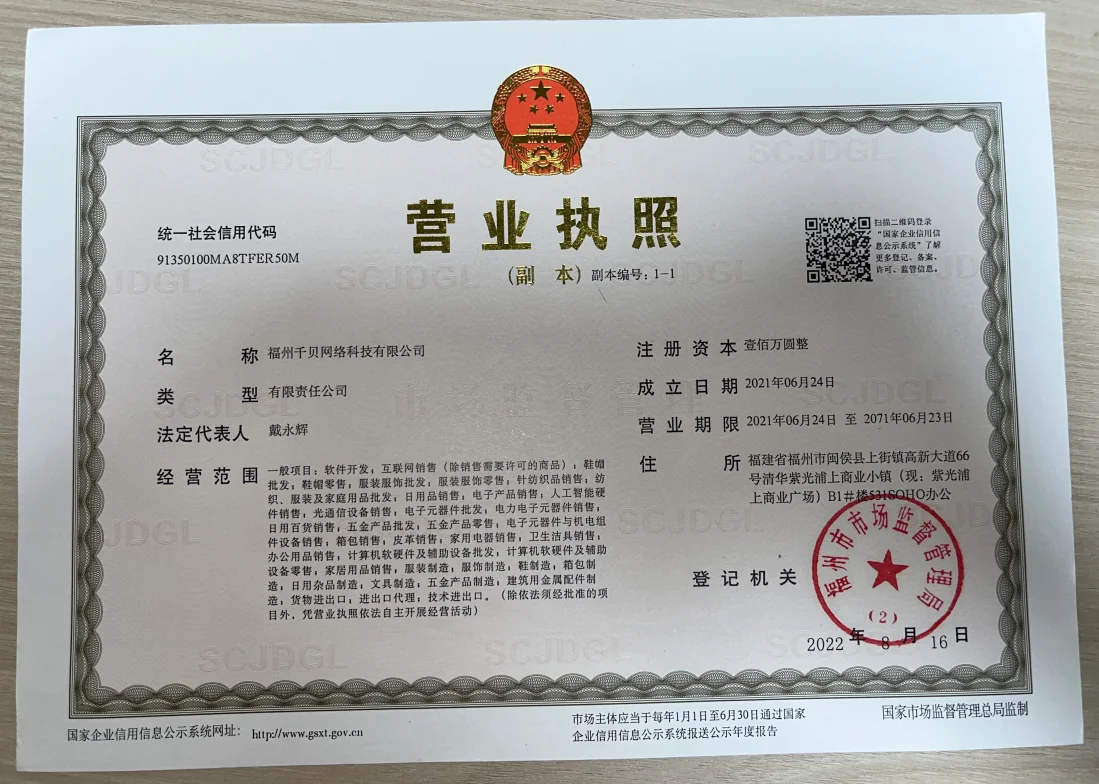 SCJDGL
SCJDGL
营业执照
(副 本) 副本编号：1-1
统一社会信用代码
91350100MA8TFER50M
扫描二维码登录
“国家企业信用信
息公示系统”了解
更多登记、备案、
许可、监管信息。
名 称 福州千贝网络科技有限公司
类 型 有限责任公司
法定代表人 戴永辉
经营范围 一般项目：软件开发；互联网销售（除销售需要许可的商品）；鞋帽
批发；鞋帽零售；服装服饰批发；服装服饰零售；针纺织品销售；纺
织、服装及家庭用品批发；日用品销售；电子产品销售；人工智能硬
件销售；光通信设备销售；电子元器件批发；电力电子元器件销售；
日用百货销售；五金产品批发；五金产品零售；电子元器件与机电组
件设备销售；箱包销售；皮革销售；家用电器销售；卫生洁具销售；
办公用品销售；计算机软硬件及辅助设备批发；计算机软硬件及辅助
设备零售；家居用品销售；服装制造；服饰制造；鞋制造；箱包制
造；日用杂品制造；文具制造；五金产品制造；建筑用金属配件制
造；货物进出口；进出口代理；技术进出口。（除依法须经批准的项
目外，凭营业执照依法自主开展经营活动）
注册资本 壹佰万圆整
成立日期 2021年06月24日
营业期限 2021年06月24日 至 2071年06月23日
住 所 福建省福州市闽侯县上街镇高新大道66
号清华紫光浦上商业小镇（现：紫光浦
上商业广场）B1#楼531SOHO办公
登记机关
福州市市场监督管理局
(2)
2022 年 8 月 16 日
国家企业信用信息公示系统网址： http://www.gsxt.gov.cn
市场主体应当于每年1月1日至6月30日通过国家
企业信用信息公示系统报送公示年度报告
国家市场监督管理总局监制